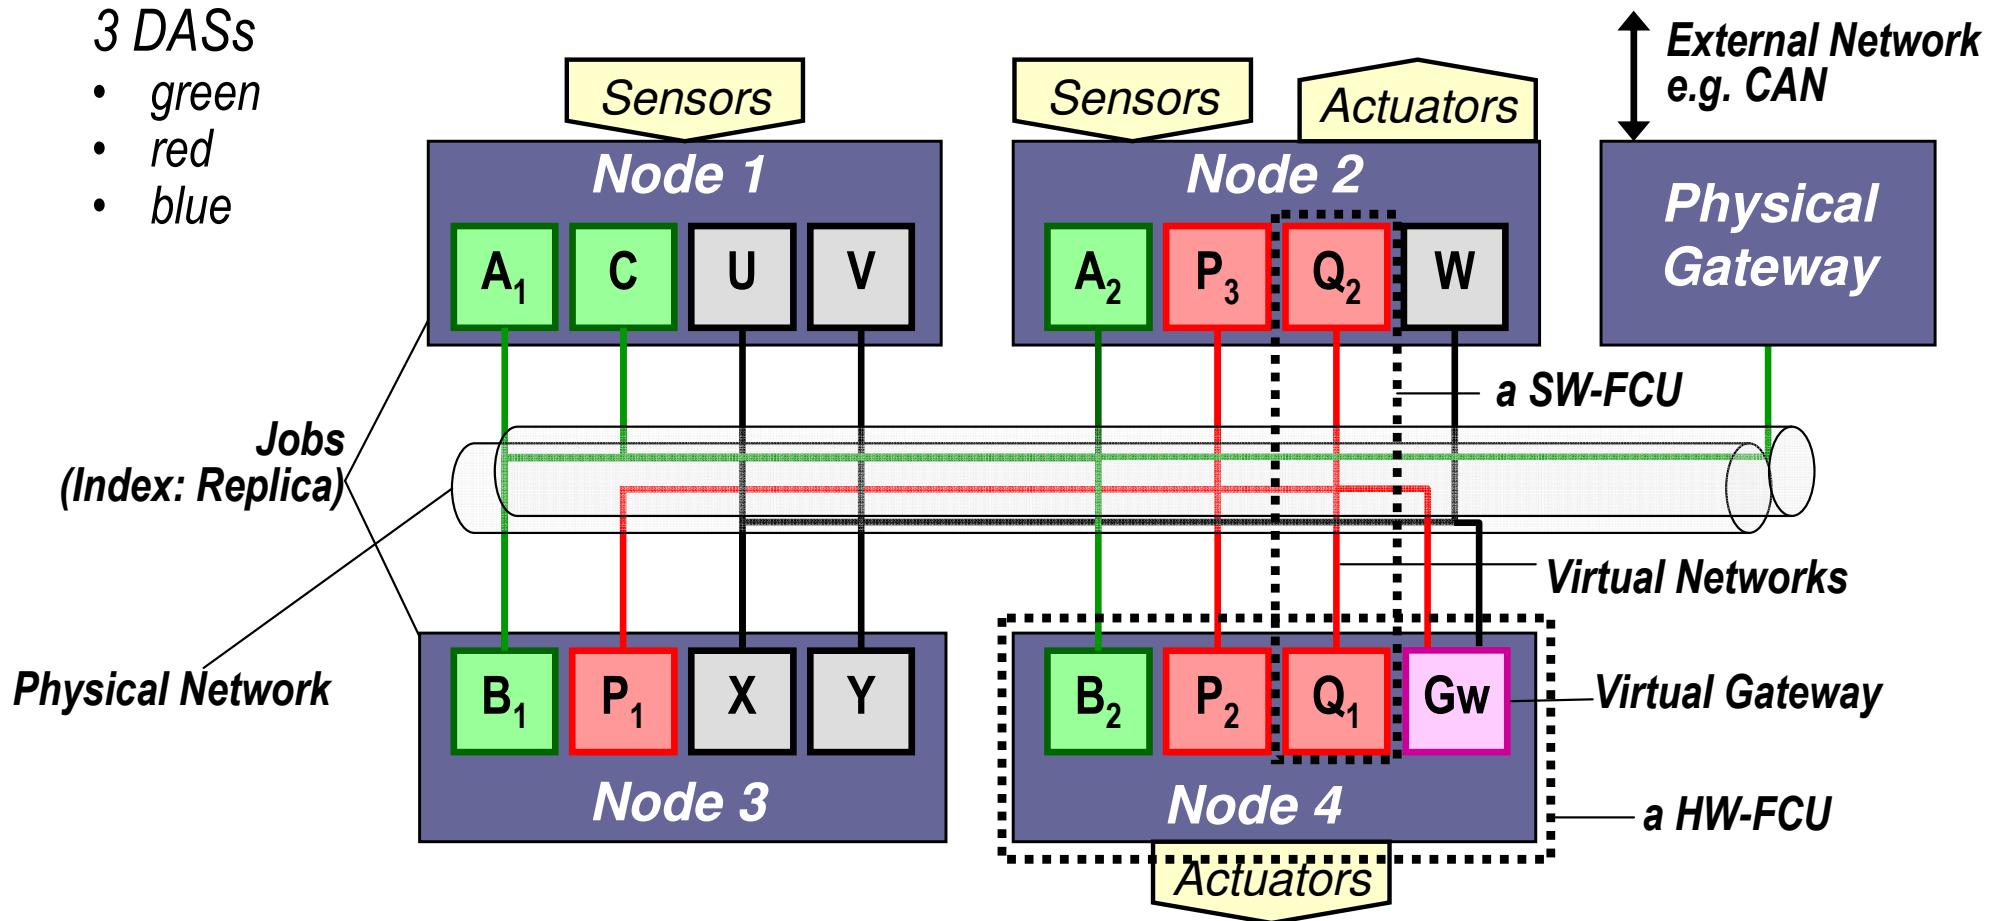 3 DASs
• green
• red
• blue
Sensors
Sensors
Actuators
External Network
e.g. CAN
Node 1
Node 2
Physical
Gateway
A1
C
U
V
A2
P3
Q2
W
a SW-FCU
Jobs
(Index: Replica)
Virtual Networks
Physical Network
B1
P1
X
Y
B2
P2
Q1
Gw
Virtual Gateway
Node 3
Node 4
a HW-FCU
Actuators